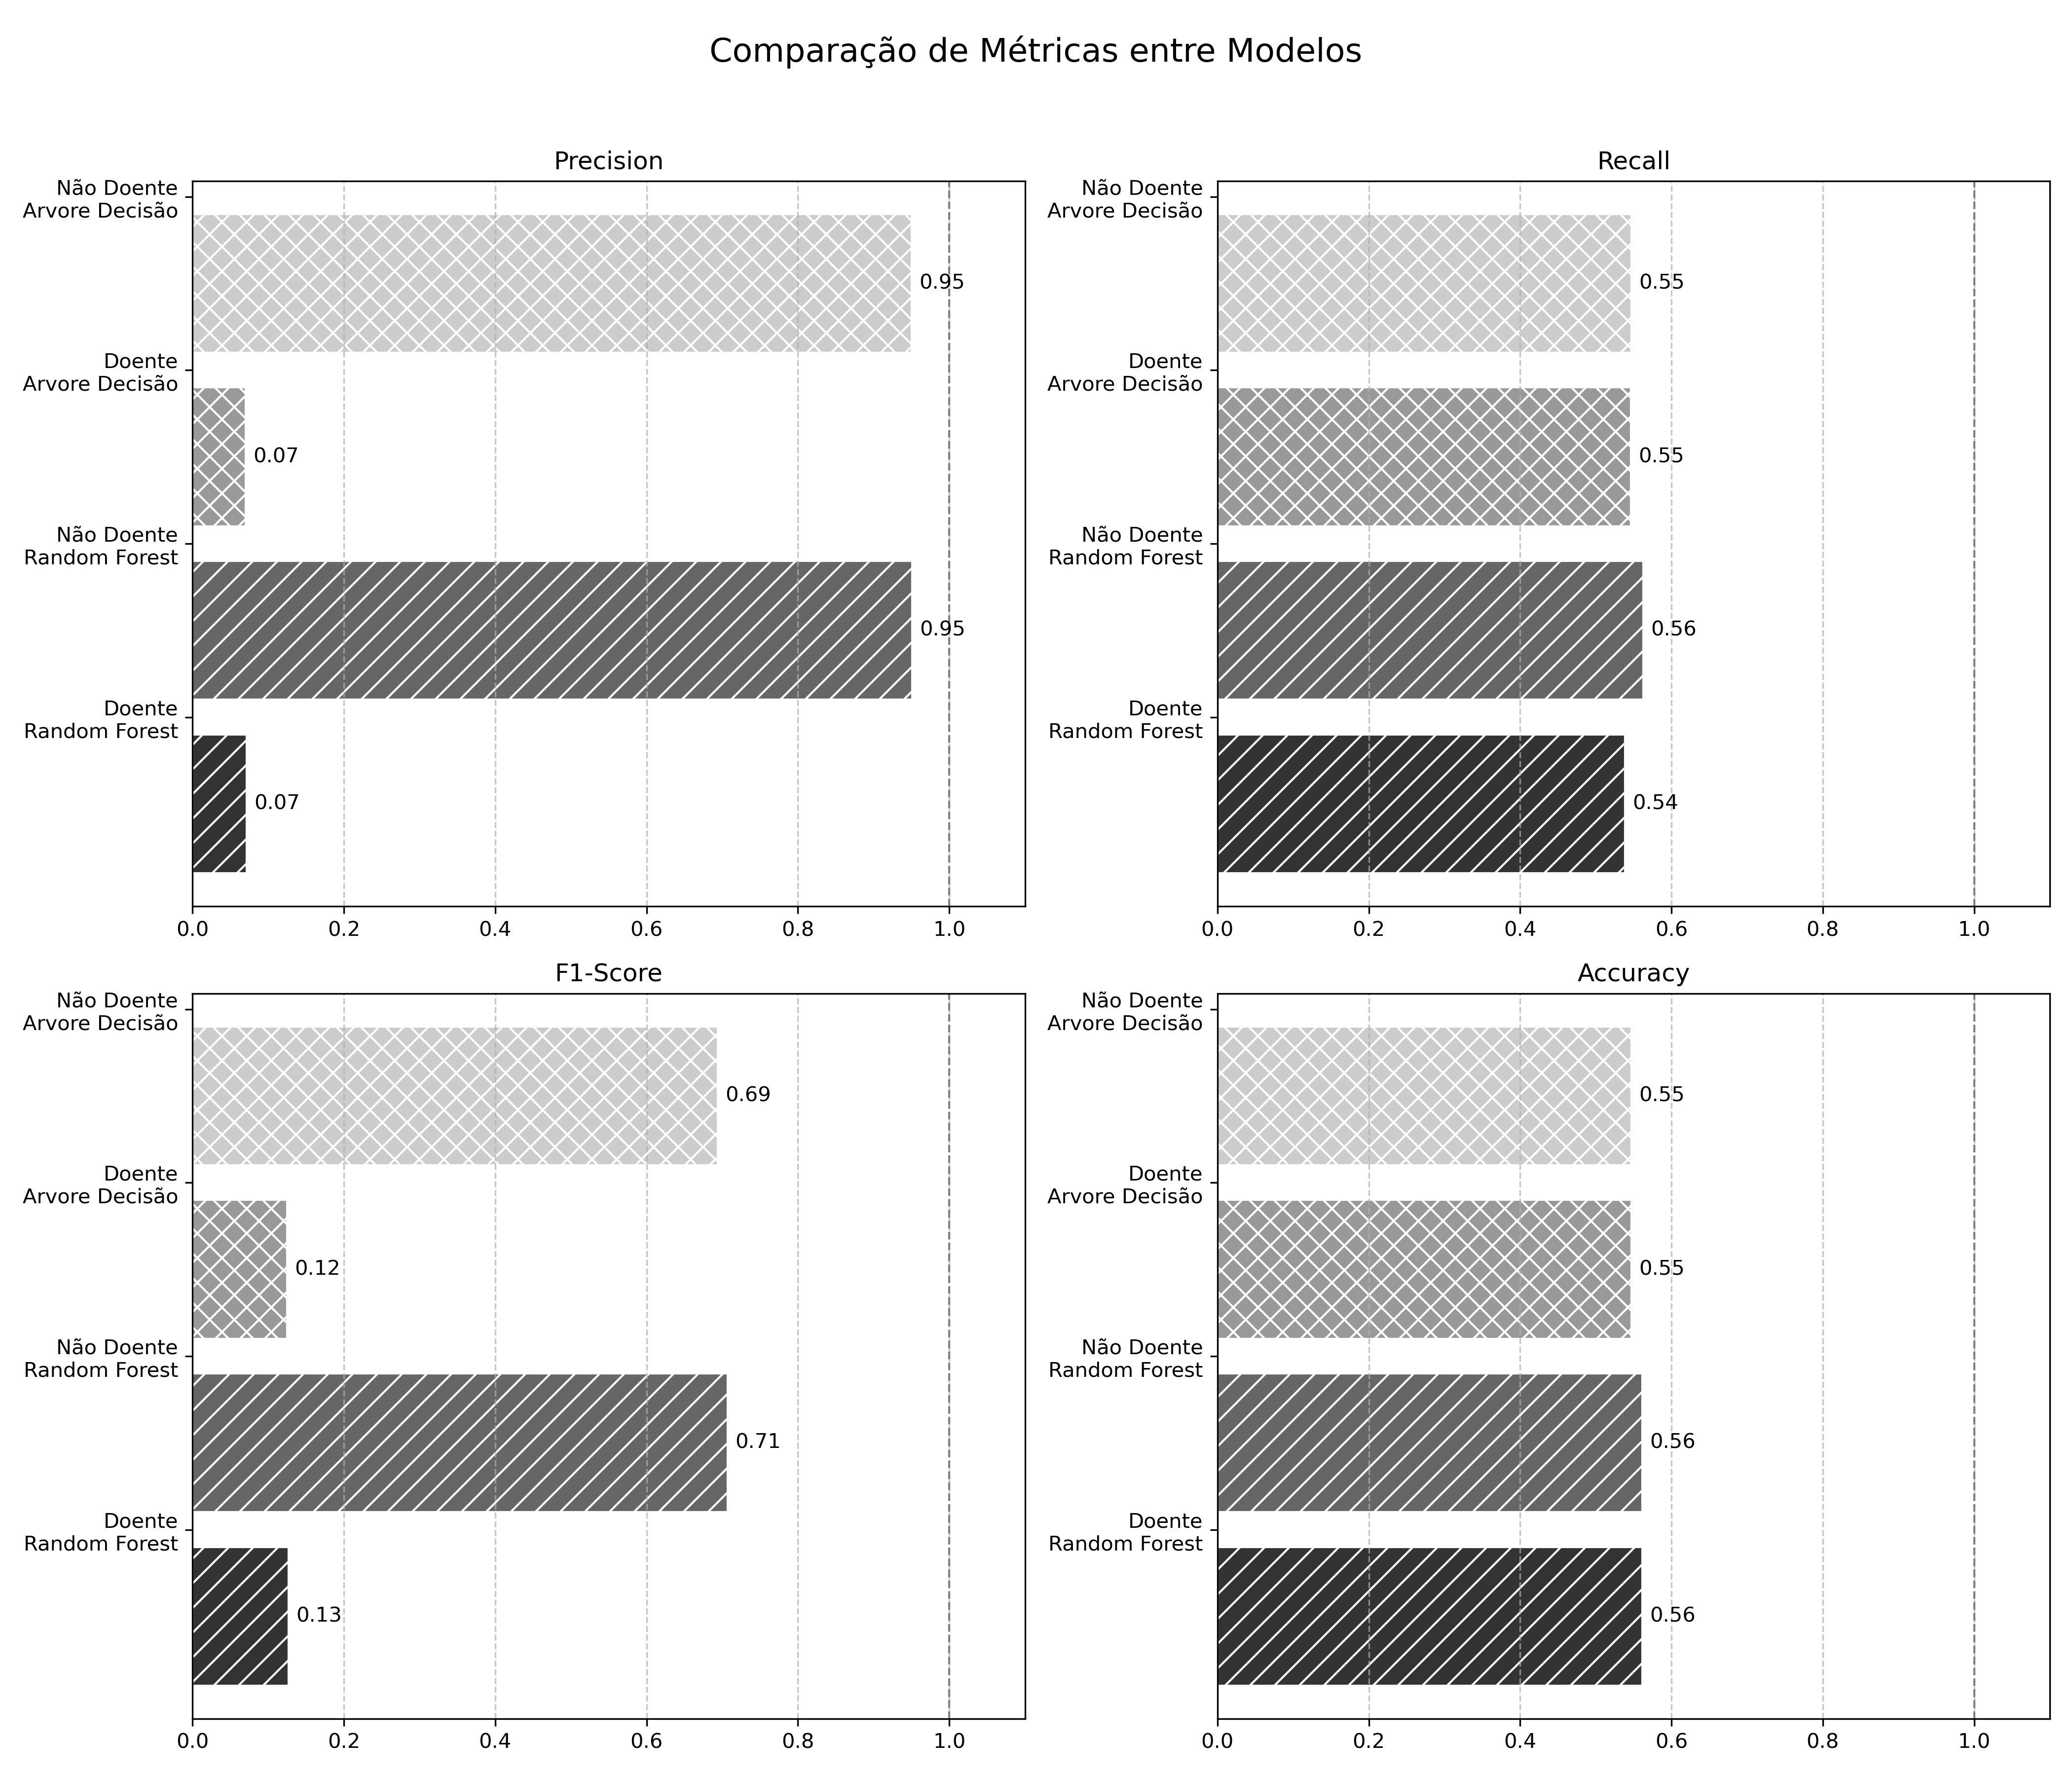 Comparação de Métricas entre Modelos
Precision
Não Doente
Arvore Decisão
0.95
Doente
Arvore Decisão
0.07
Não Doente
Random Forest
0.95
Doente
Random Forest
0.07
0.0 0.2 0.4 0.6 0.8 1.0
Recall
Não Doente
Arvore Decisão
0.55
Doente
Arvore Decisão
0.55
Não Doente
Random Forest
0.56
Doente
Random Forest
0.54
0.0 0.2 0.4 0.6 0.8 1.0
F1-Score
Não Doente
Arvore Decisão
0.69
Doente
Arvore Decisão
0.12
Não Doente
Random Forest
0.71
Doente
Random Forest
0.13
0.0 0.2 0.4 0.6 0.8 1.0
Accuracy
Não Doente
Arvore Decisão
0.55
Doente
Arvore Decisão
0.55
Não Doente
Random Forest
0.56
Doente
Random Forest
0.56
0.0 0.2 0.4 0.6 0.8 1.0